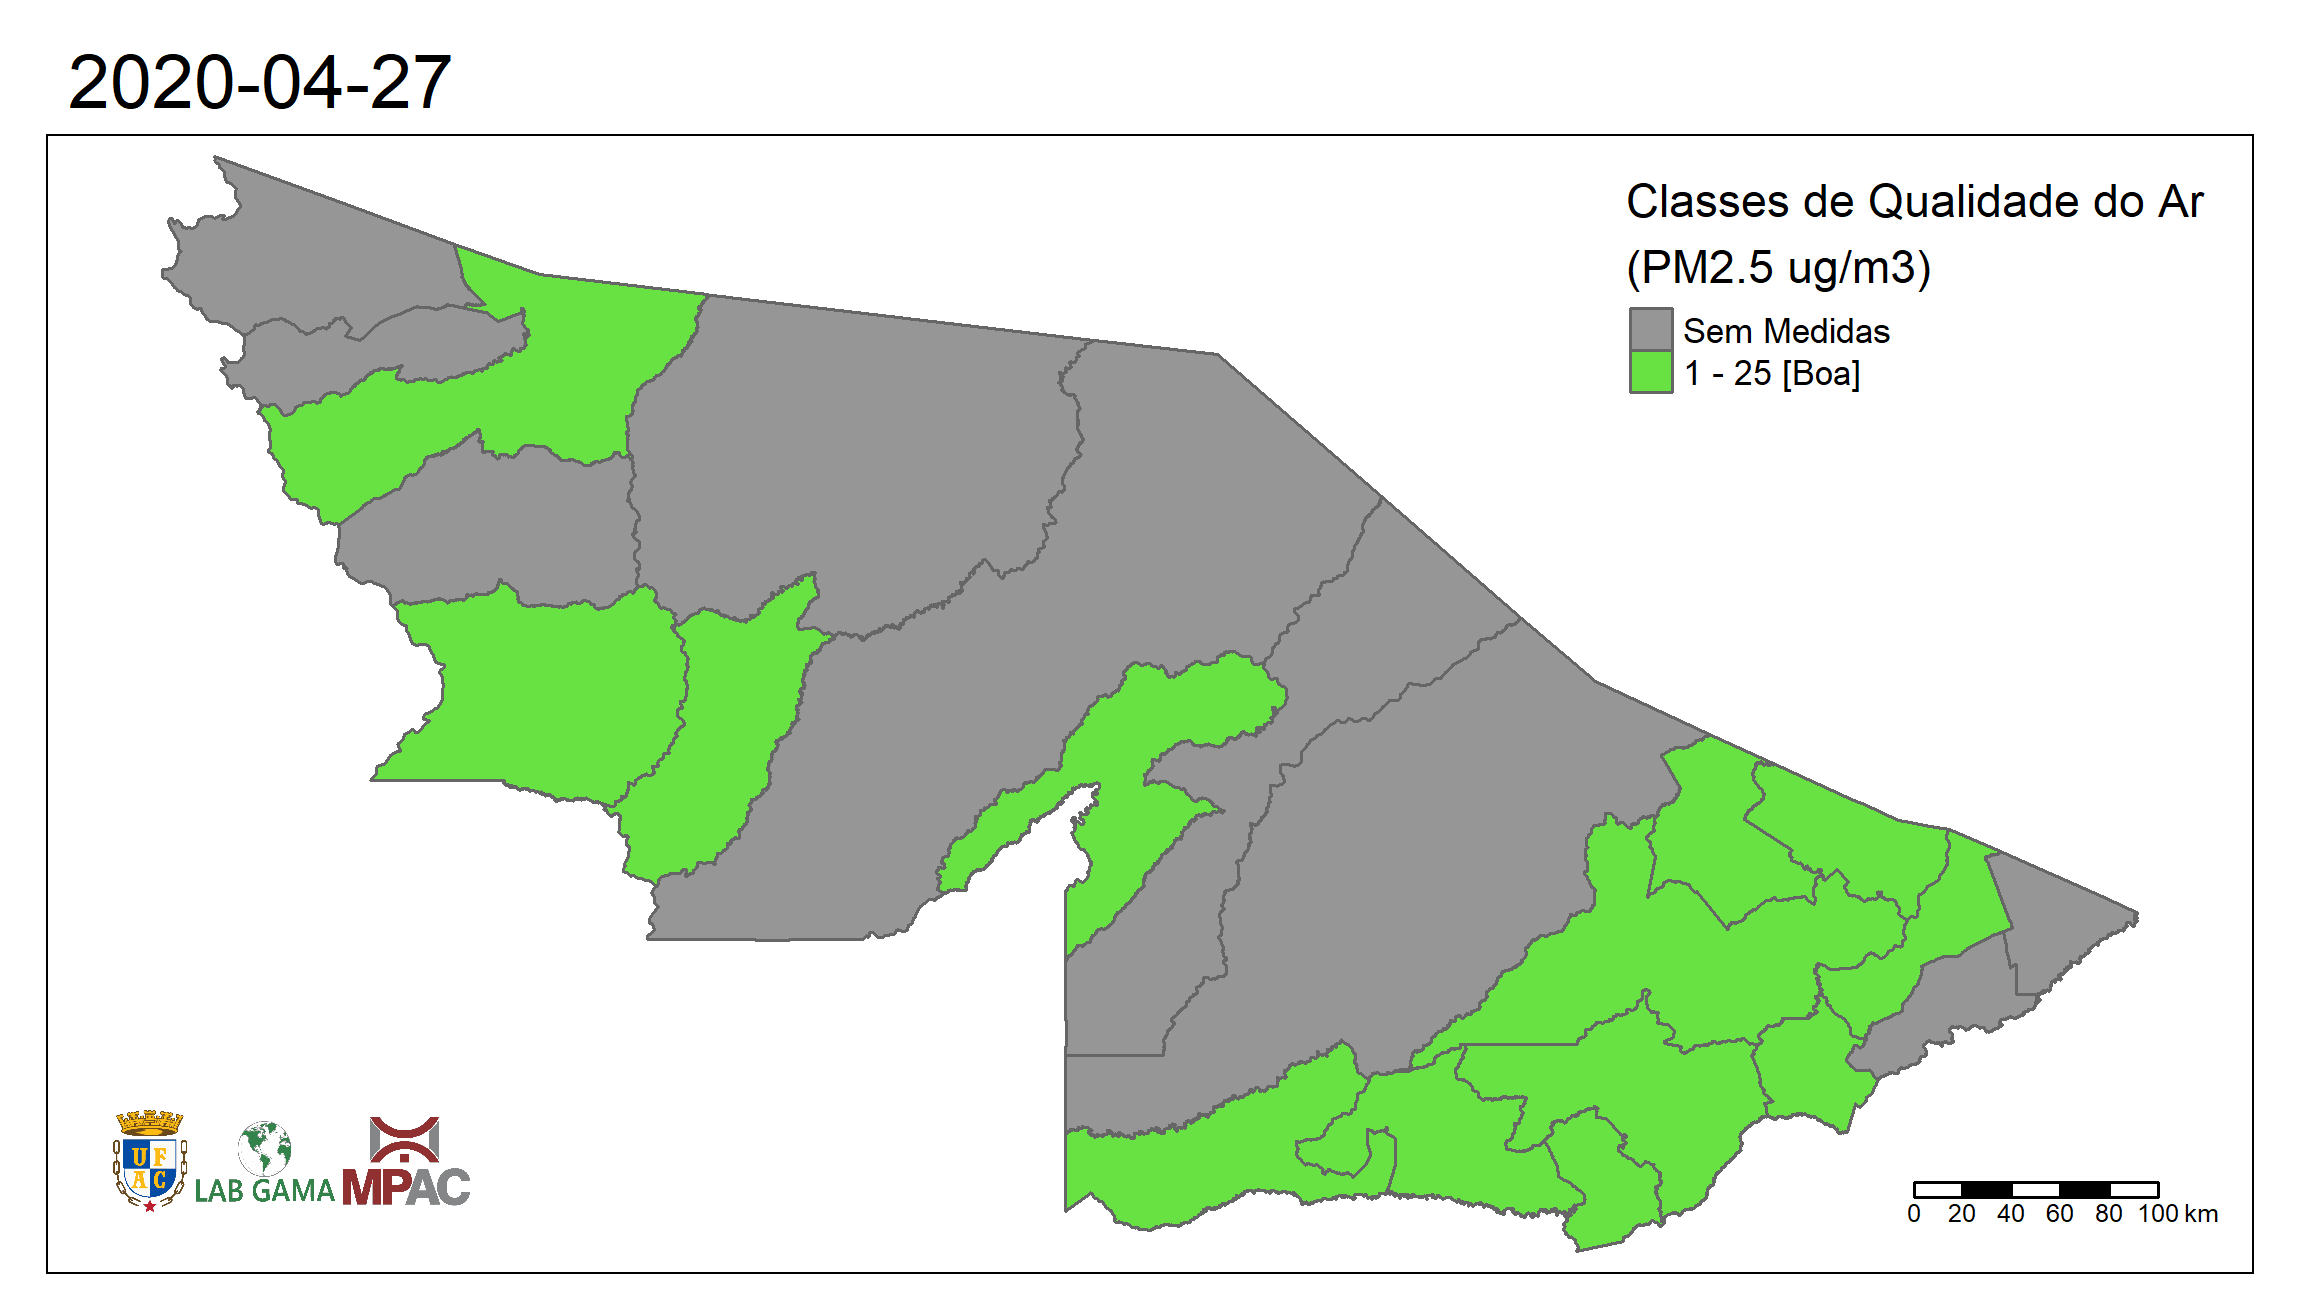 2020-04-27
Classes de Qualidade do Ar
(PM2.5 ug/m3)
Sem Medidas
1 - 25 [Boa]
U F
A C
LAB GAMA
MPAC
0 20 40 60 80 100 km